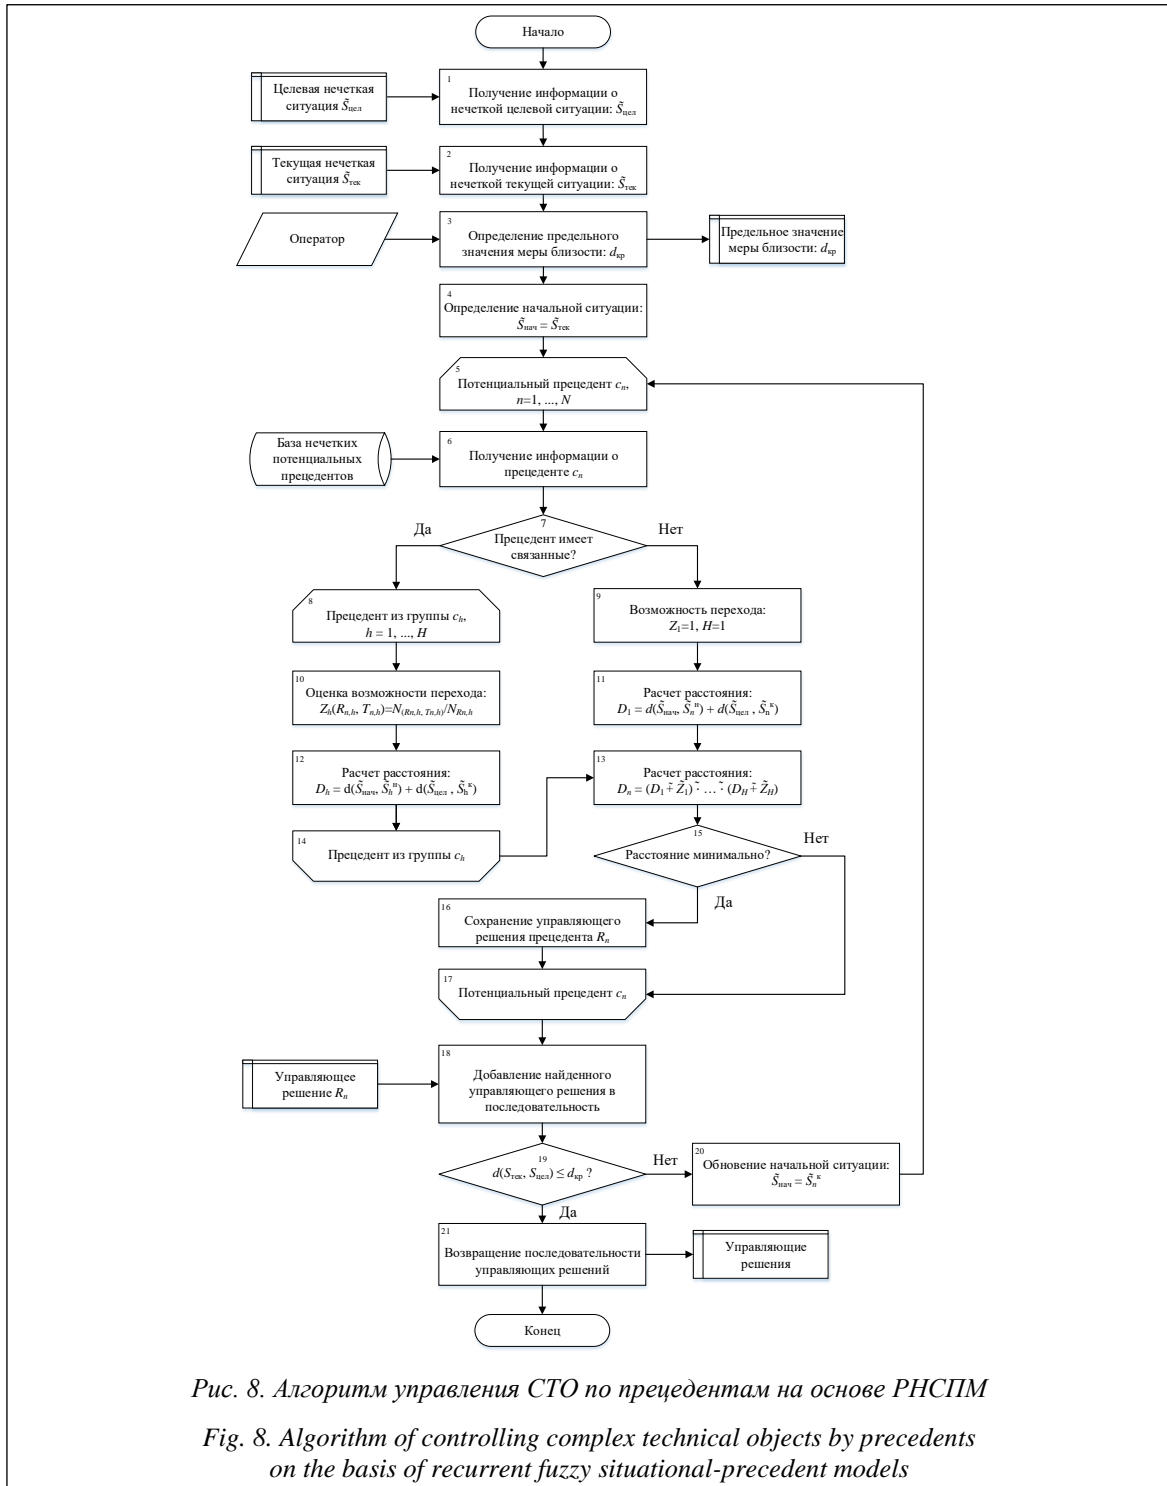 Начало
Целевая нечеткая
ситуация S̃цел
1
Получение информации о
нечеткой целевой ситуации: S̃цел
Текущая нечеткая
ситуация S̃тек
2
Получение информации о
нечеткой текущей ситуации: S̃тек
Оператор
3
Определение предельного
значения меры близости: dкр
Предельное значение
меры близости: dкр
4
Определение начальной ситуации:
S̃нач = S̃тек
5
Потенциальный прецедент cn,
n=1, ..., N
База нечетких
потенциальных
прецедентов
6
Получение информации о
прецеденте cn
Да
7
Прецедент имеет
связанные?
Нет
8
Прецедент из группы ch,
h = 1, ..., H
9
Возможность перехода:
Z1=1, H=1
10
Оценка возможности перехода:
Zh(Rn,h, Tn,h)=N(Rn,h, Tn,h)/NRn,h
11
Расчет расстояния:
D1 = d(S̃нач, S̃nн) + d(S̃цел , S̃nк)
12
Расчет расстояния:
Dh = d(S̃нач, S̃hн) + d(S̃цел , S̃hк)
13
Расчет расстояния:
Dn = (D1 +̃ Z̃1) ·̃ … ·̃ (DH +̃ Z̃H)
14
Прецедент из группы ch
15
Расстояние минимально?
Нет
Да
16
Сохранение управляющего
решения прецедента Rn
17
Потенциальный прецедент cn
Управляющее
решение Rn
18
Добавление найденного
управляющего решения в
последовательность
19
d(Sтек, Sцел) ≤ dкр ?
Нет
20
Обновление начальной ситуации:
S̃нач = S̃nк
Да
21
Возвращение последовательности
управляющих решений
Управляющие
решения
Конец
Рис. 8. Алгоритм управления СТО по прецедентам на основе РНСПМ
Fig. 8. Algorithm of controlling complex technical objects by precedents
on the basis of recurrent fuzzy situational-precedent models